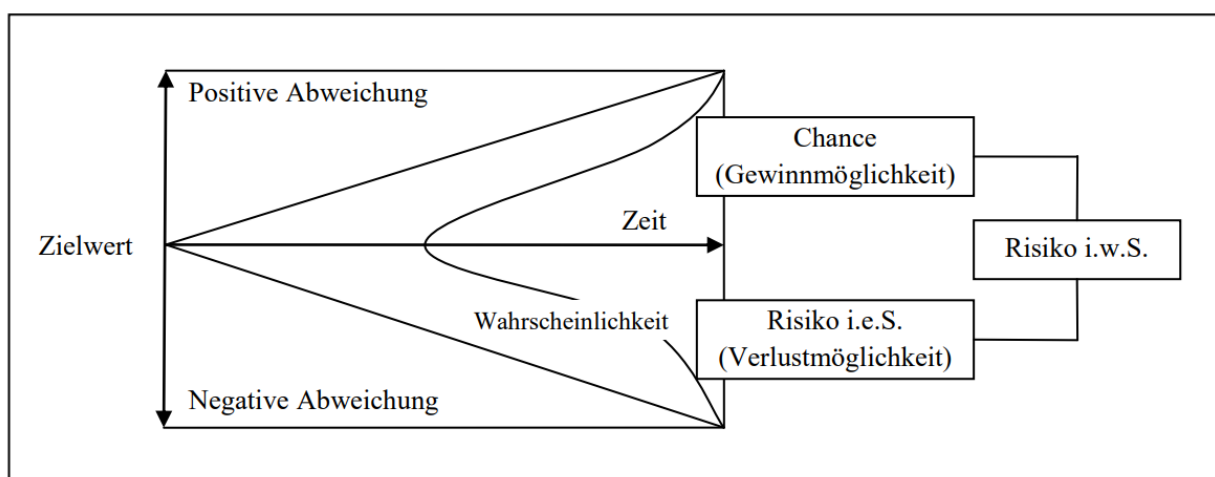 Positive Abweichung
Chance
(Gewinnmöglichkeit)
Zeit
Zielwert
Risiko i.w.S.
Wahrscheinlichkeit
Risiko i.e.S.
(Verlustmöglichkeit)
Negative Abweichung